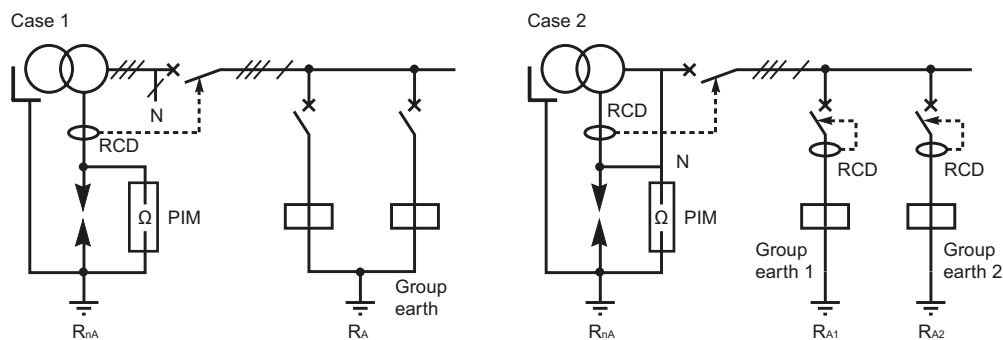 Case 1
N
RCD
Ω
PIM
Group
earth
RnA
RA
Case 2
RCD
N
Ω
PIM
RCD
RCD
Group
earth 1
Group
earth 2
RnA
RA1
RA2